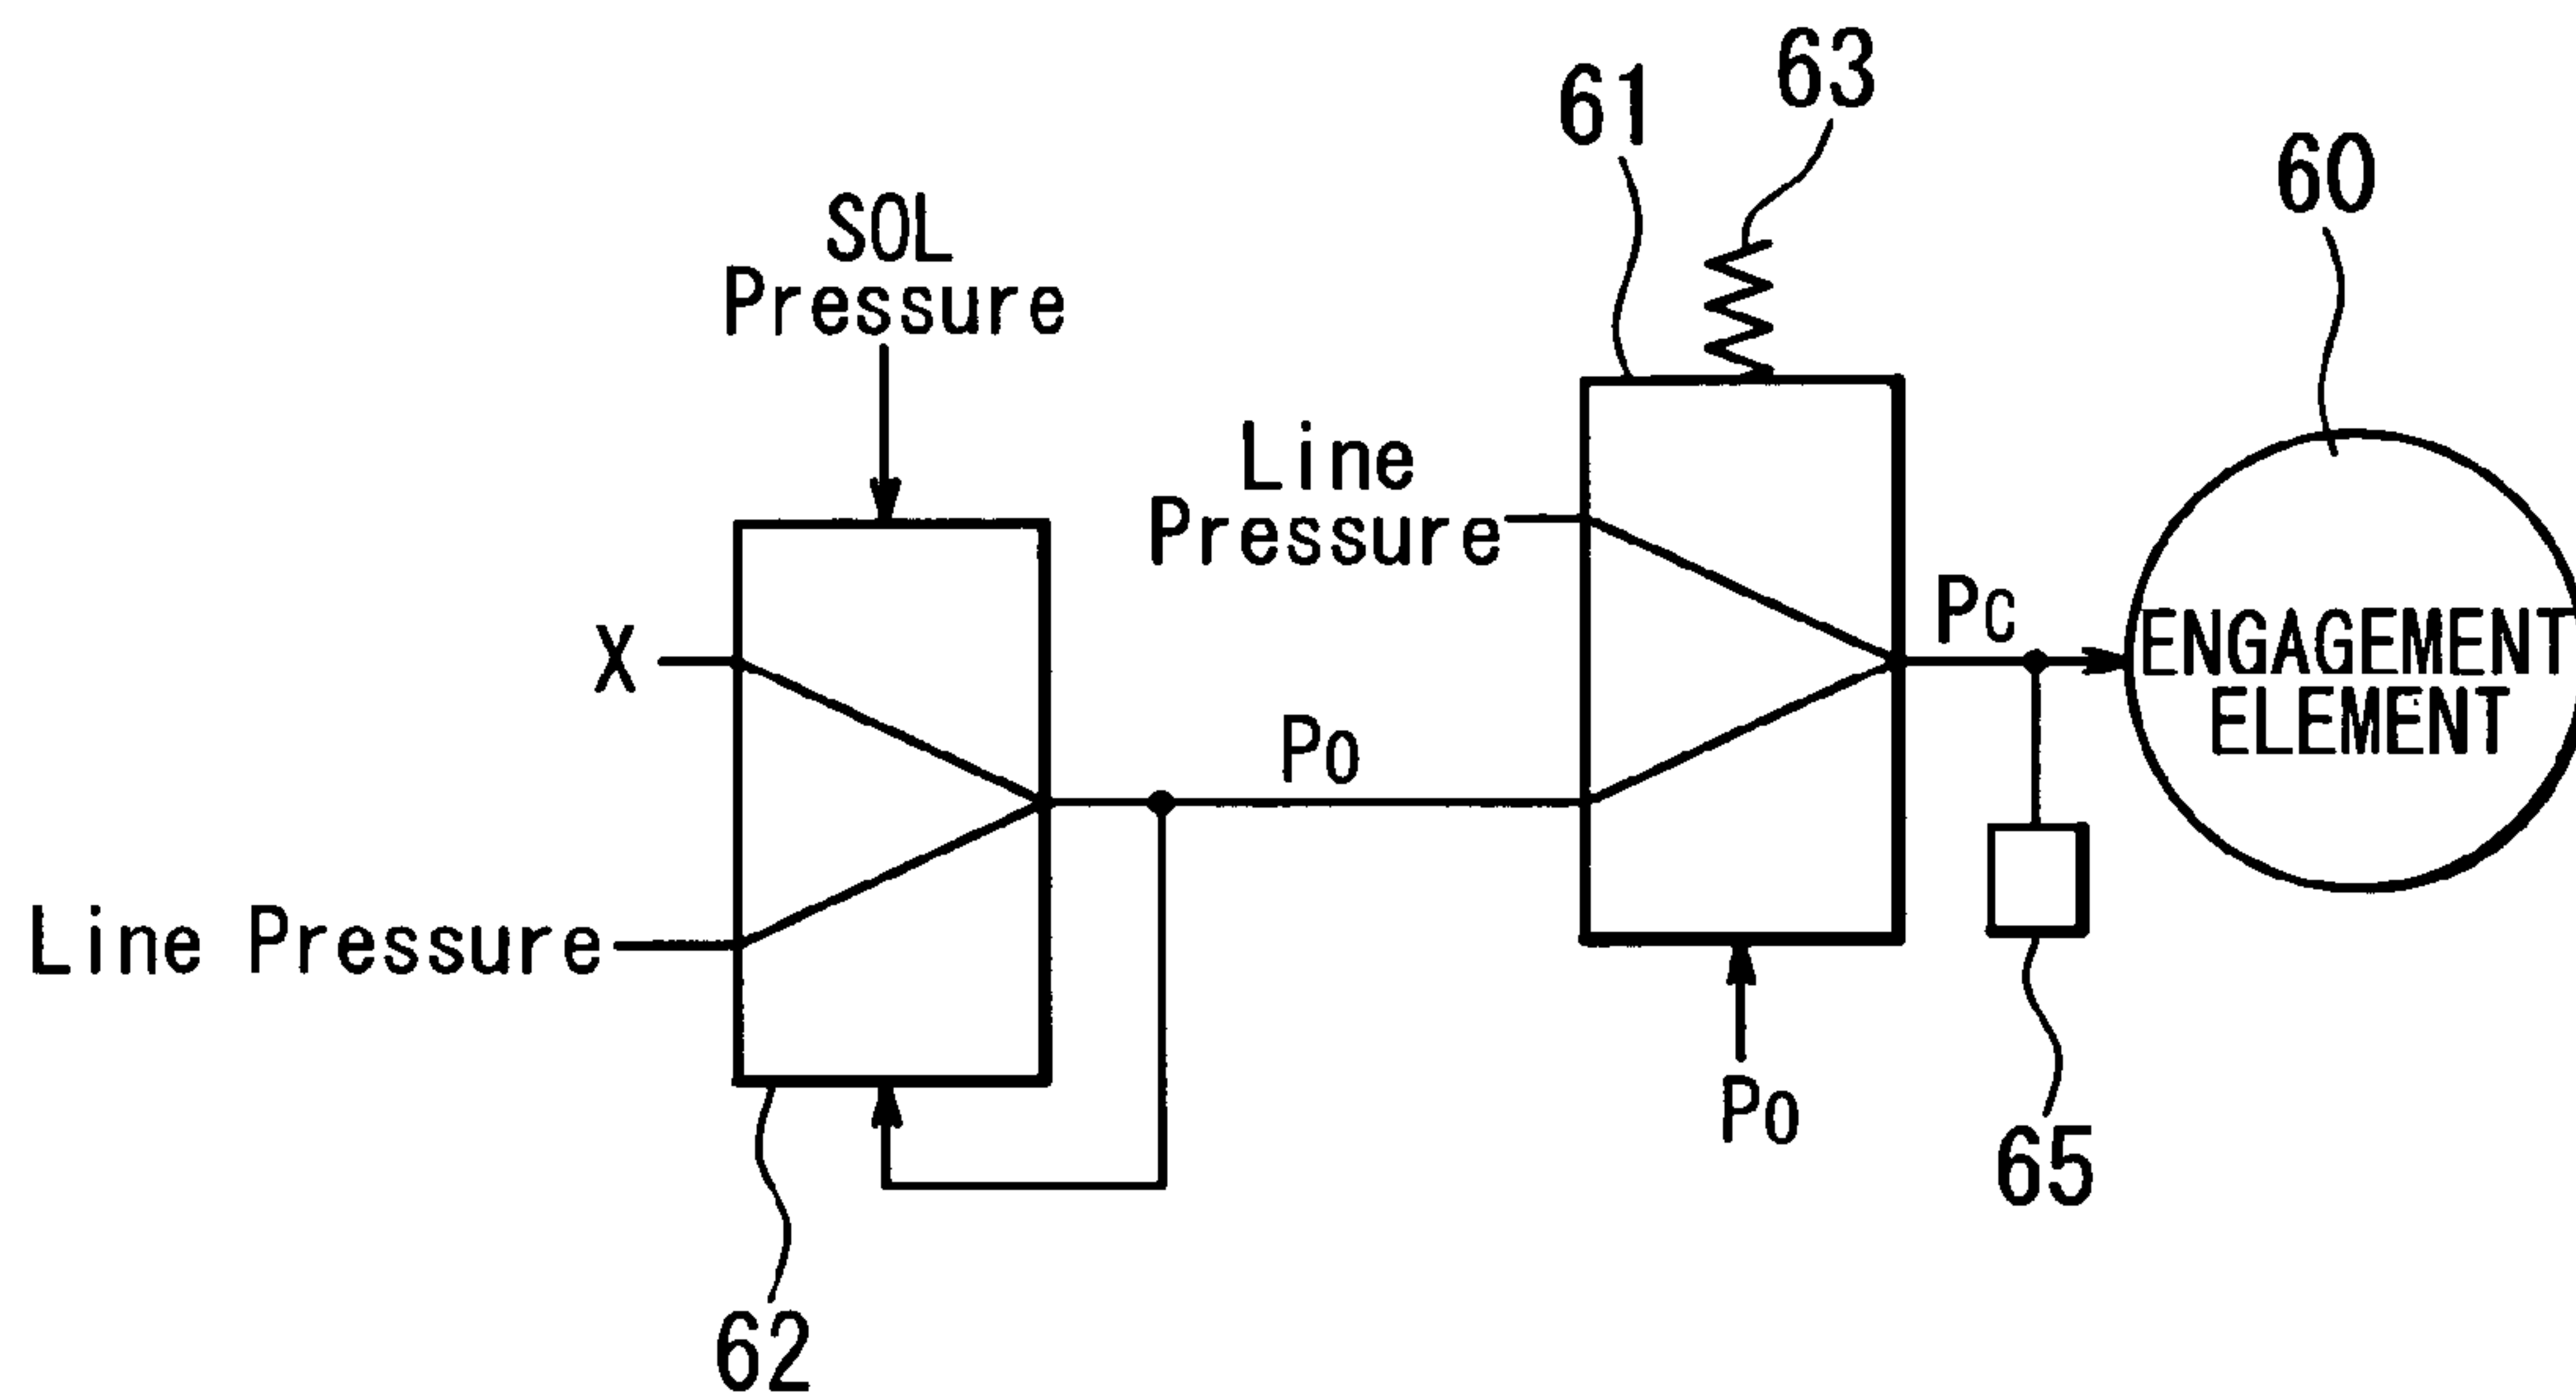 63
61
60
SOL
Pressure
Line
Pressure
Pc
X
ENGAGEMENT
ELEMENT
Po
Line Pressure
Po
65
62